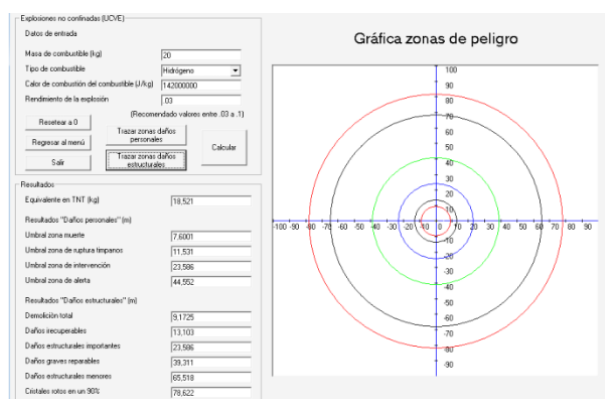 Explosiones no confinadas (UCVE)
Datos de entrada
Masa de combustible (kg) 20
Tipo de combustible Hidrógeno
Calor de combustión del combustible (J/kg) 142000000
Rendimiento de la explosión .03
(Recomendado valores entre .03 a .1)
Resetear a 0
Trazar zonas daños personales
Regresar al menú
Calcular
Salir
Trazar zonas daños estructurales
Resultados
Equivalente en TNT (kg) 18,521
Resultados "Daños personales" (m)
Umbral zona muerte 7,6001
Umbral zona de ruptura tímpanos 11,531
Umbral zona de intervención 23,586
Umbral zona de alerta 44,552
Resultados "Daños estructurales" (m)
Demolición total 9,1725
Daños irrecuperables 13,103
Daños estructurales importantes 23,586
Daños graves reparables 39,311
Daños estructurales menores 65,518
Cristales rotos en un 90% 78,622
Gráfica zonas de peligro
100
90
80
70
60
50
40
30
20
10
-100 -90 -80 -70 -60 -50 -40 -30 -20 -10 0 10 20 30 40 50 60 70 80 90
-10
-20
-30
-40
-50
-60
-70
-80
-90